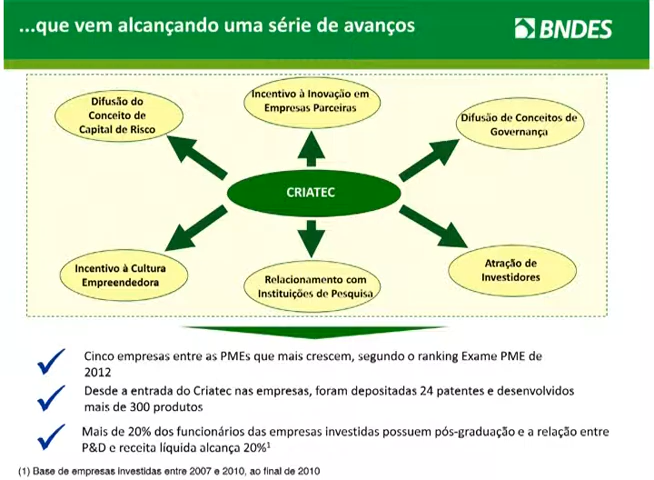 ...que vem alcançando uma série de avanços
BNDES
Difusão do
Conceito de
Capital de Risco
Incentivo à Inovação em
Empresas Parceiras
Difusão de Conceitos de
Governança
CRIATEC
Incentivo à Cultura
Empreendedora
Relacionamento com
Instituições de Pesquisa
Atração de
Investidores
Cinco empresas entre as PMEs que mais crescem, segundo o ranking Exame PME de
2012
Desde a entrada do Criatec nas empresas, foram depositadas 24 patentes e desenvolvidos
mais de 300 produtos
Mais de 20% dos funcionários das empresas investidas possuem pós-graduação e a relação entre
P&D e receita líquida alcança 20%¹
(1) Base de empresas investidas entre 2007 e 2010, ao final de 2010